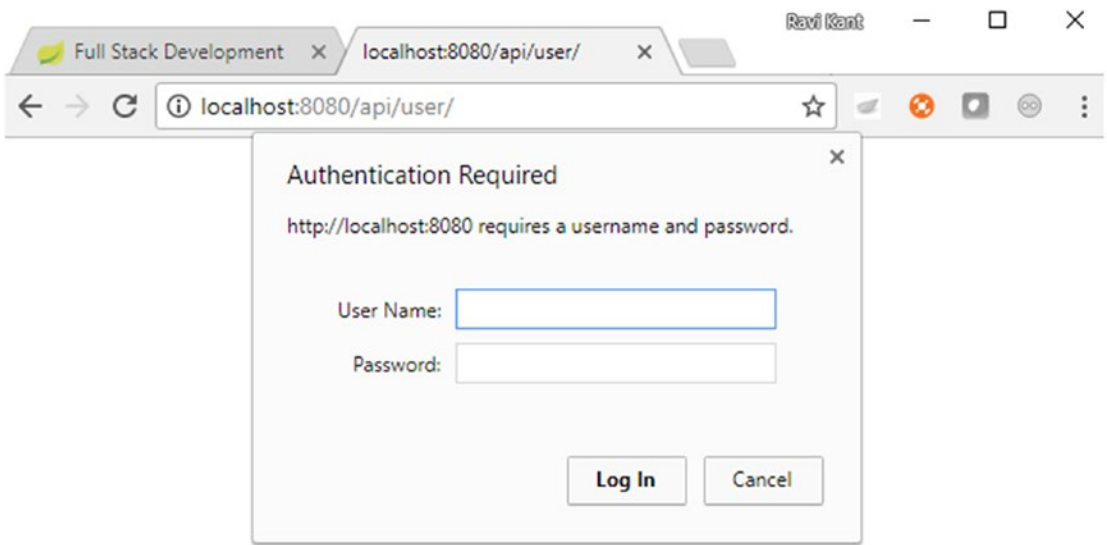 Ravi Kant
Full Stack Development
localhost:8080/api/user/
localhost:8080/api/user/
Authentication Required
http://localhost:8080 requires a username and password.
User Name:
Password:
Log In
Cancel